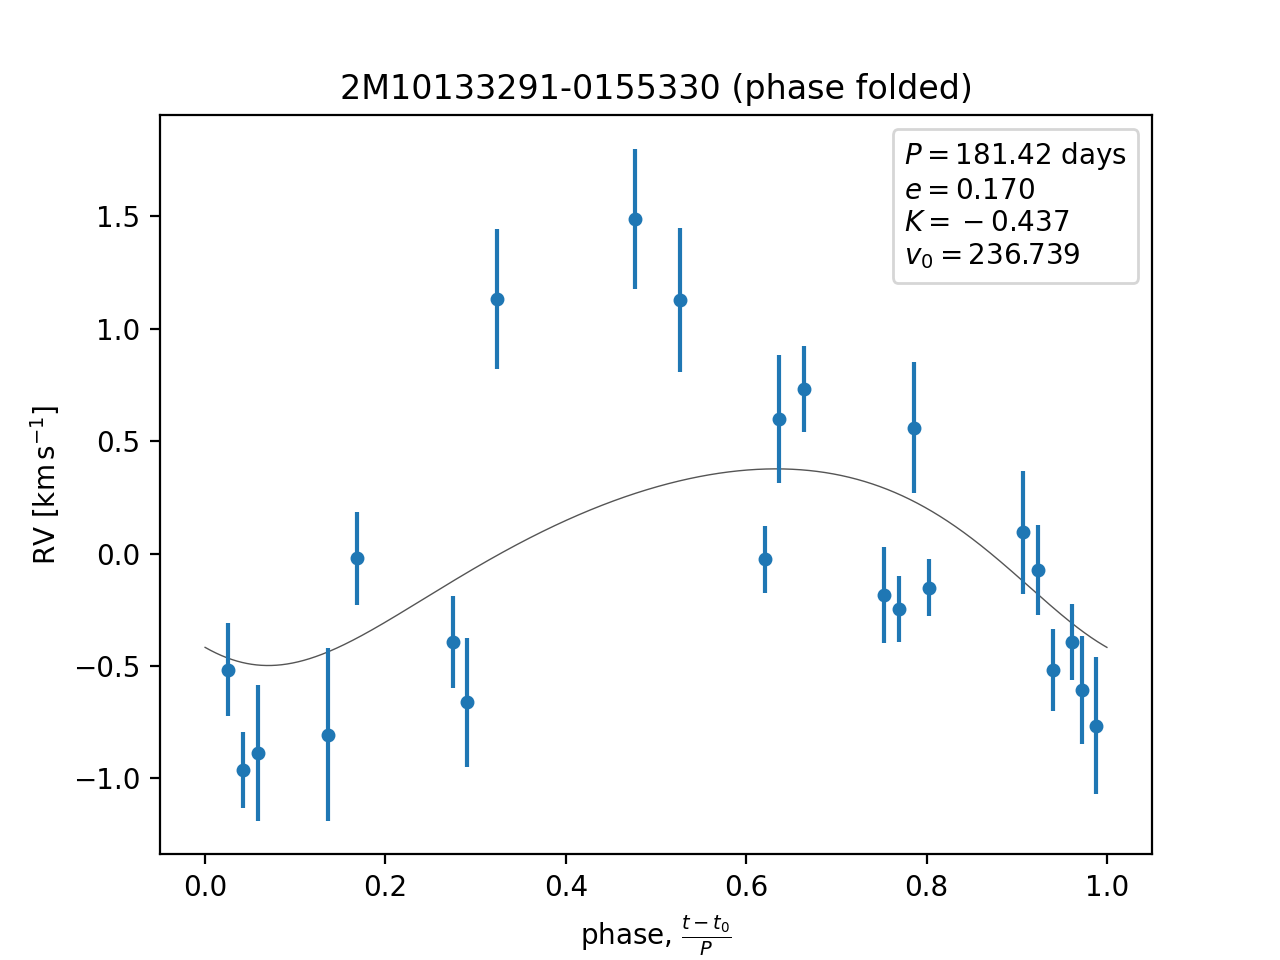 2M10133291-0155330 (phase folded)
P = 181.42 days
e = 0.170
K = −0.437
v₀ = 236.739
1.5
1.0
0.5
0.0
−0.5
−1.0
RV [km s⁻¹]
0.0 0.2 0.4 0.6 0.8 1.0
phase, (t − t₀)/P